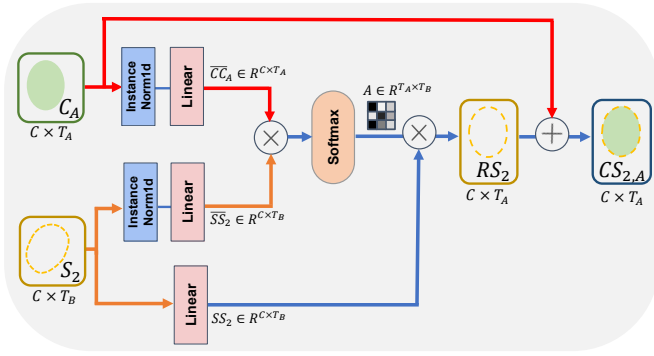 C_A
C × T_A
Instance Norm1d
Linear
\overline{CC}_A ∈ R^{C×T_A}
×
Softmax
A ∈ R^{T_A×T_B}
×
RS_2
C × T_A
+
CS_{2,A}
C × T_A
S_2
C × T_B
Instance Norm1d
Linear
\overline{SS}_2 ∈ R^{C×T_B}
Linear
SS_2 ∈ R^{C×T_B}